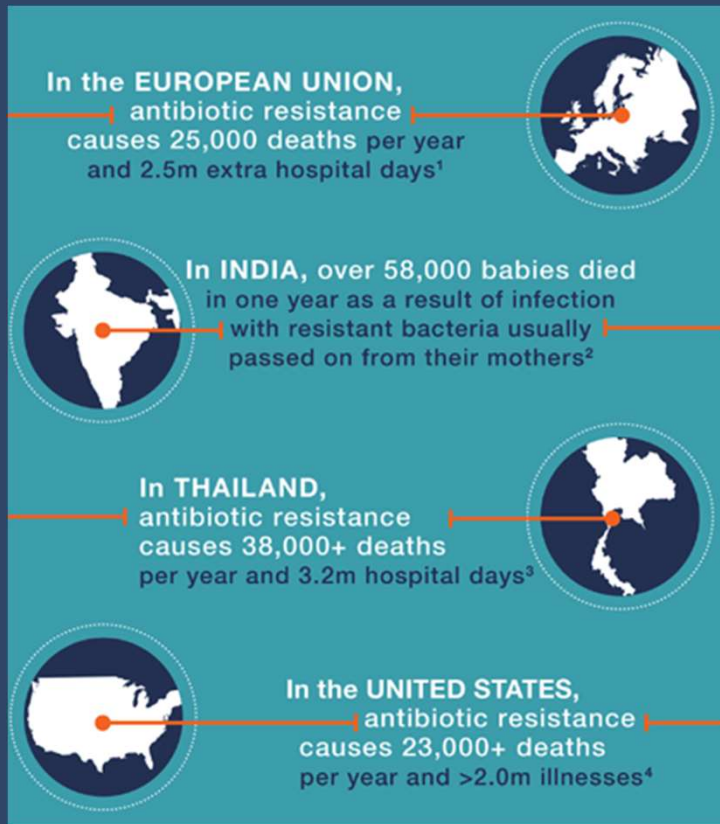 In the EUROPEAN UNION,
antibiotic resistance
causes 25,000 deaths per year
and 2.5m extra hospital days¹
In INDIA, over 58,000 babies died
in one year as a result of infection
with resistant bacteria usually
passed on from their mothers²
In THAILAND,
antibiotic resistance
causes 38,000+ deaths
per year and 3.2m hospital days³
In the UNITED STATES,
antibiotic resistance
causes 23,000+ deaths
per year and >2.0m illnesses⁴